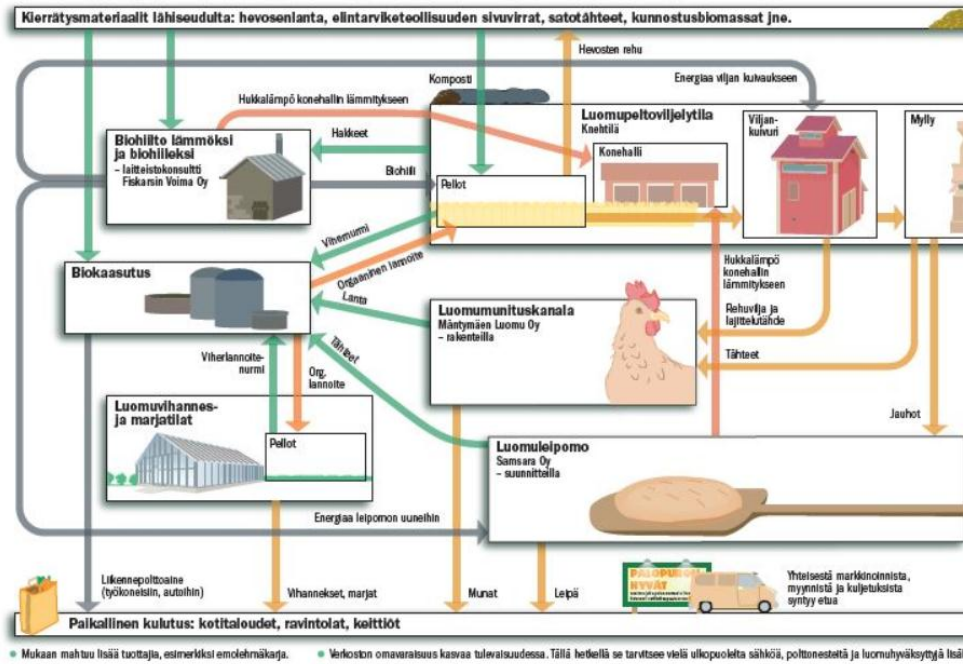 Kierrätysmateriaalit lähiseudulta: hevosenlanta, elintarviketeollisuuden sivuvirrat, satotähteet, kunnostusbiomassat jne.
Hevosten rehu
Energiaa viljan kuivaukseen
Komposti
Hukkalämpö konehallin lämmitykseen
Luomupeltoviljelytila
Knehtilä
Viljan-
kuivuri
Mylly
Biohiilto lämmöksi
ja biohiileksi
– laitteistokonsultti
Fiskarsin Voima Oy
Hakkeet
Konehalli
Biohiili
Pellot
Vihernurmi
Orgaaninen lannoite
Biokaasutus
Lanta
Hukkalämpö
konehallin
lämmitykseen
Luomumunituskanala
Mäntymäen Luomu Oy
– rakenteilla
Rehuvilja ja
lajittelutähde
Tähteet
Tähteet
Viherlannoite-
nurmi
Org.
lannoite
Jauhot
Luomuvihannes-
ja marjatilat
Pellot
Luomuleipomo
Samsara Oy
– suunnitteilla
Energiaa leipomon uuneihin
Liikennepolttoaine
(työkoneisiin, autoihin)
Vihannekset, marjat
Munat
Leipä
PALOPURON
HYVÄT
Yhteisestä markkinoinnista,
myynnistä ja kuljetuksista
syntyy etua
Paikallinen kulutus: kotitaloudet, ravintolat, keittiöt
• Mukaan mahtuu lisää tuottajia, esimerkiksi emolehmäkarja. • Verkoston omavaraisuus kasvaa tulevaisuudessa. Tällä hetkellä se tarvitsee vielä ulkopuolelta sähköä, polttonesteitä ja luomuhyväksyttyjä lisä